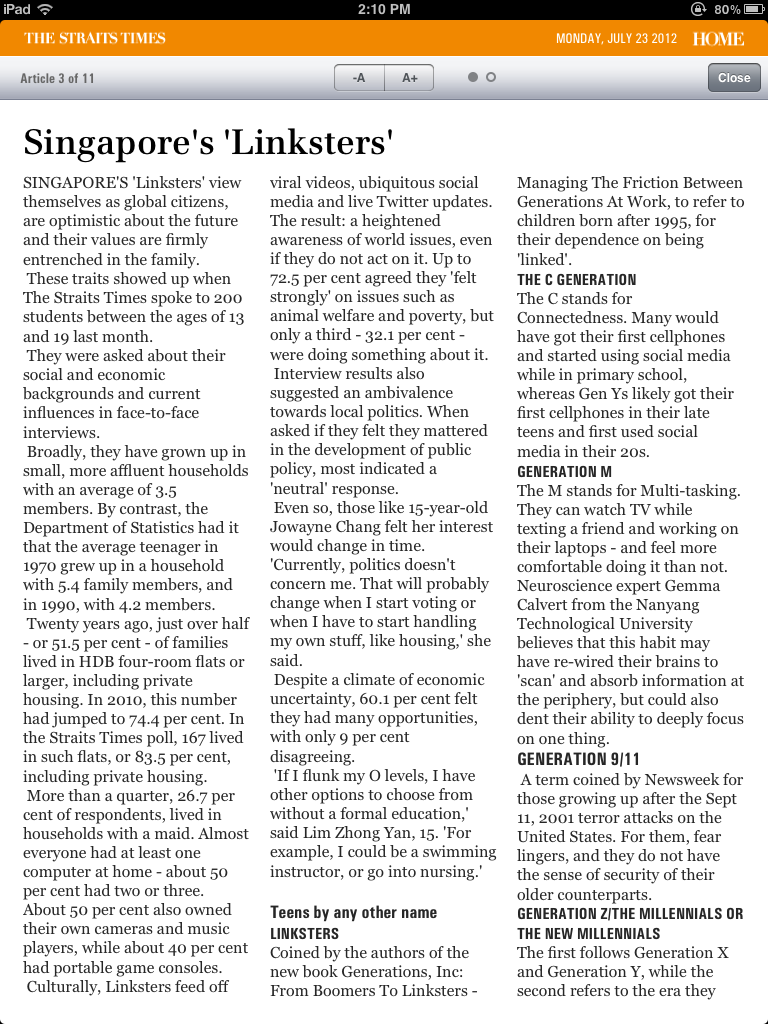 iPad
2:10 PM
80%
THE STRAITS TIMES
MONDAY, JULY 23 2012
HOME
Article 3 of 11
-A
A+
Close
Singapore's 'Linksters'
SINGAPORE'S 'Linksters' view
themselves as global citizens,
are optimistic about the future
and their values are firmly
entrenched in the family.
These traits showed up when
The Straits Times spoke to 200
students between the ages of 13
and 19 last month.
They were asked about their
social and economic
backgrounds and current
influences in face-to-face
interviews.
Broadly, they have grown up in
small, more affluent households
with an average of 3.5
members. By contrast, the
Department of Statistics had it
that the average teenager in
1970 grew up in a household
with 5.4 family members, and
in 1990, with 4.2 members.
Twenty years ago, just over half
- or 51.5 per cent - of families
lived in HDB four-room flats or
larger, including private
housing. In 2010, this number
had jumped to 74.4 per cent. In
the Straits Times poll, 167 lived
in such flats, or 83.5 per cent,
including private housing.
More than a quarter, 26.7 per
cent of respondents, lived in
households with a maid. Almost
everyone had at least one
computer at home - about 50
per cent had two or three.
About 50 per cent also owned
their own cameras and music
players, while about 40 per cent
had portable game consoles.
Culturally, Linksters feed off
viral videos, ubiquitous social
media and live Twitter updates.
The result: a heightened
awareness of world issues, even
if they do not act on it. Up to
72.5 per cent agreed they 'felt
strongly' on issues such as
animal welfare and poverty, but
only a third - 32.1 per cent -
were doing something about it.
Interview results also
suggested an ambivalence
towards local politics. When
asked if they felt they mattered
in the development of public
policy, most indicated a
'neutral' response.
Even so, those like 15-year-old
Jowayne Chang felt her interest
would change in time.
'Currently, politics doesn't
concern me. That will probably
change when I start voting or
when I have to start handling
my own stuff, like housing,' she
said.
Despite a climate of economic
uncertainty, 60.1 per cent felt
they had many opportunities,
with only 9 per cent
disagreeing.
'If I flunk my O levels, I have
other options to choose from
without a formal education,'
said Lim Zhong Yan, 15. 'For
example, I could be a swimming
instructor, or go into nursing.'
Teens by any other name
LINKSTERS
Coined by the authors of the
new book Generations, Inc:
From Boomers To Linksters -
Managing The Friction Between
Generations At Work, to refer to
children born after 1995, for
their dependence on being
'linked'.
THE C GENERATION
The C stands for
Connectedness. Many would
have got their first cellphones
and started using social media
while in primary school,
whereas Gen Ys likely got their
first cellphones in their late
teens and first used social
media in their 20s.
GENERATION M
The M stands for Multi-tasking.
They can watch TV while
texting a friend and working on
their laptops - and feel more
comfortable doing it than not.
Neuroscience expert Gemma
Calvert from the Nanyang
Technological University
believes that this habit may
have re-wired their brains to
'scan' and absorb information at
the periphery, but could also
dent their ability to deeply focus
on one thing.
GENERATION 9/11
A term coined by Newsweek for
those growing up after the Sept
11, 2001 terror attacks on the
United States. For them, fear
lingers, and they do not have
the sense of security of their
older counterparts.
GENERATION Z/THE MILLENNIALS OR
THE NEW MILLENNIALS
The first follows Generation X
and Generation Y, while the
second refers to the era they